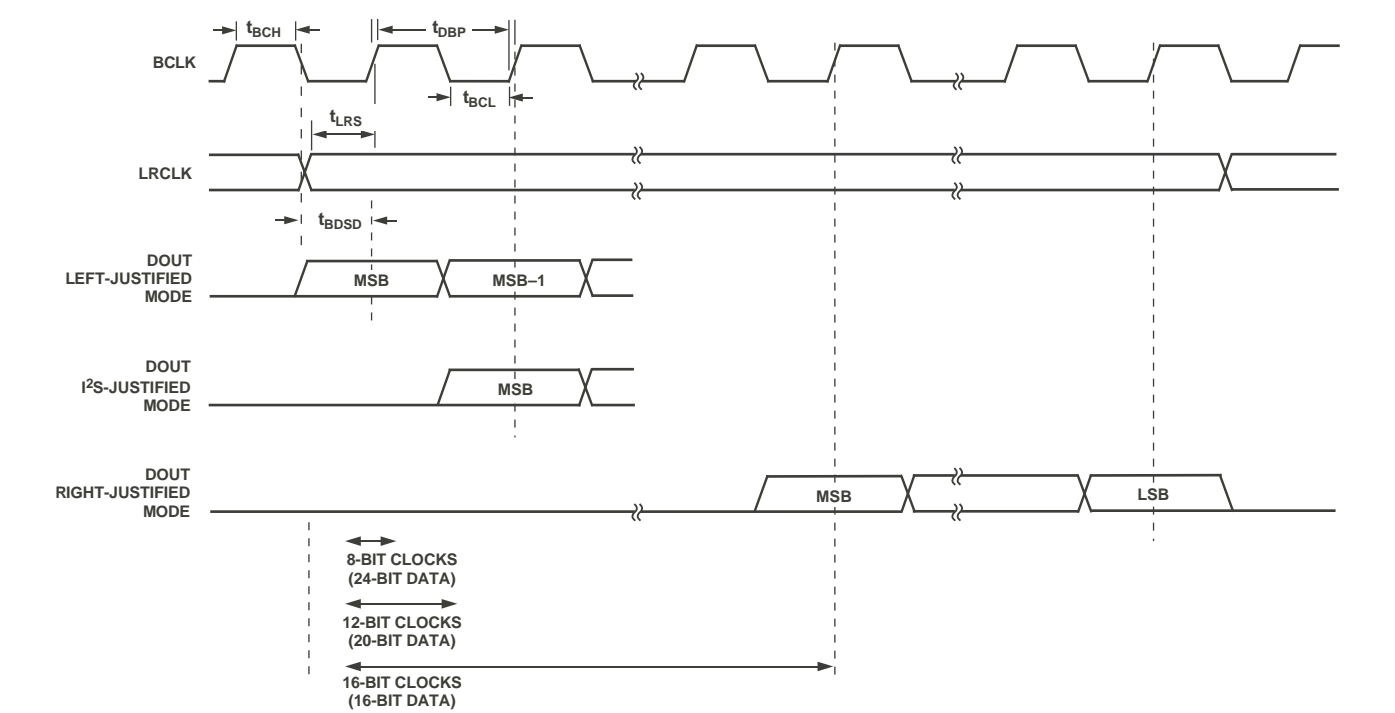 tBCH
tDBP
BCLK
tBCL
tLRS
LRCLK
tBDSD
DOUT
LEFT-JUSTIFIED
MODE
MSB
MSB–1
DOUT
I2S-JUSTIFIED
MODE
MSB
DOUT
RIGHT-JUSTIFIED
MODE
MSB
LSB
8-BIT CLOCKS
(24-BIT DATA)
12-BIT CLOCKS
(20-BIT DATA)
16-BIT CLOCKS
(16-BIT DATA)